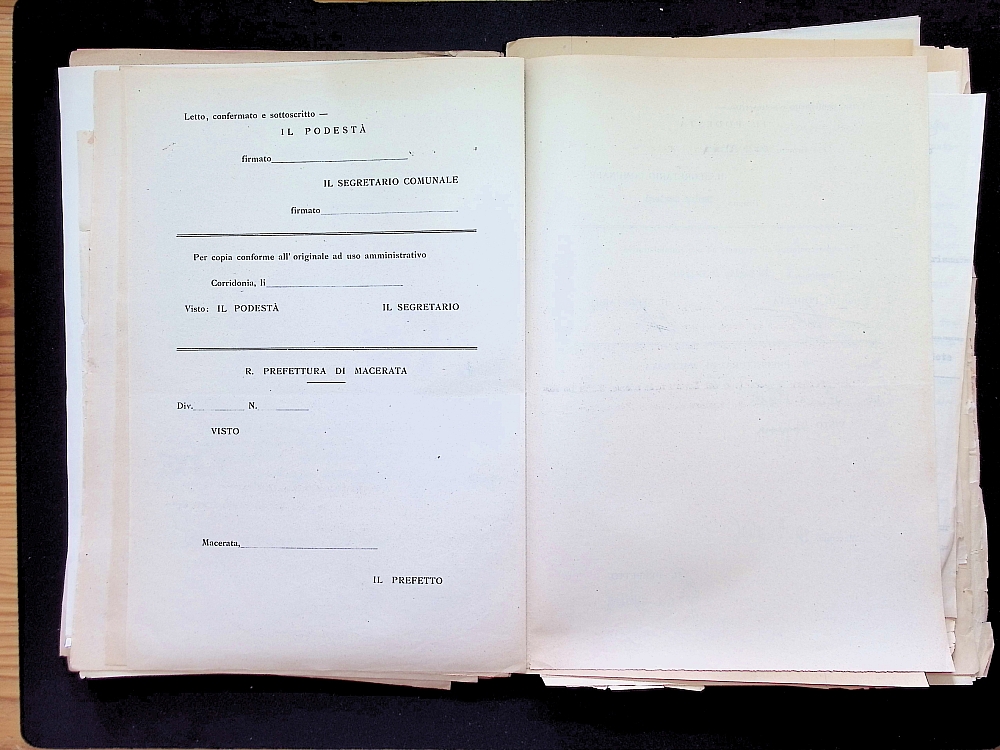 Letto, confermato e sottoscritto —
IL PODESTÀ
firmato
IL SEGRETARIO COMUNALE
firmato
Per copia conforme all' originale ad uso amministrativo
Corridonia, lì
Visto: IL PODESTÀ IL SEGRETARIO
R. PREFETTURA DI MACERATA
Div. N.
VISTO
Macerata,
IL PREFETTO